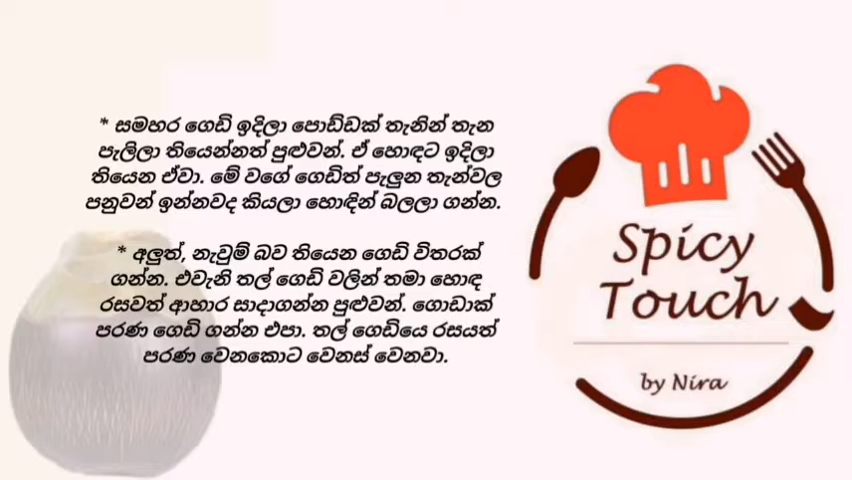 * සමහර ගෙඩි ඉදිලා පොඩ්ඩක් තැනින් තැන
පැලිලා තියෙන්නත් පුළුවන්. ඒ හොඳට ඉදිලා
තියෙන ඒවා. මේ වගේ ගෙඩිත් පැලුන තැන්වල
පනුවන් ඉන්නවද කියලා හොඳින් බලලා ගන්න.
* අලුත්, නැවුම් බව තියෙන ගෙඩි විතරක්
ගන්න. එවැනි තල් ගෙඩි වලින් තමා හොඳ
රසවත් ආහාර සාදාගන්න පුළුවන්. ගොඩාක්
පරණ ගෙඩි ගන්න එපා. තල් ගෙඩියෙ රසයත්
පරණ වෙනකොට වෙනස් වෙනවා.
Spicy
Touch
by Nira